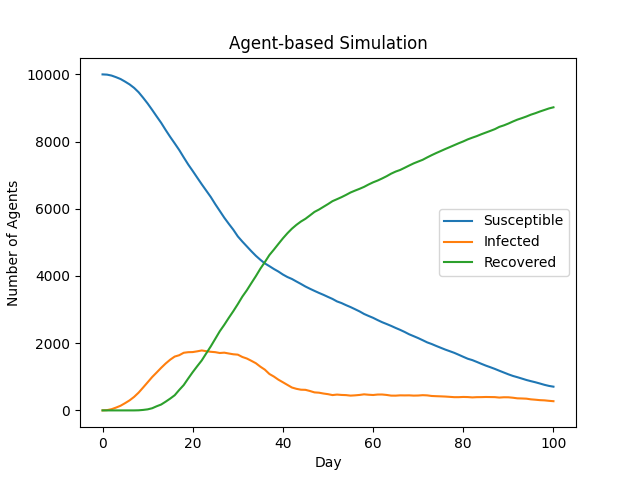 Agent-based Simulation
Number of Agents
10000
8000
6000
4000
2000
0
Susceptible
Infected
Recovered
0 20 40 60 80 100
Day